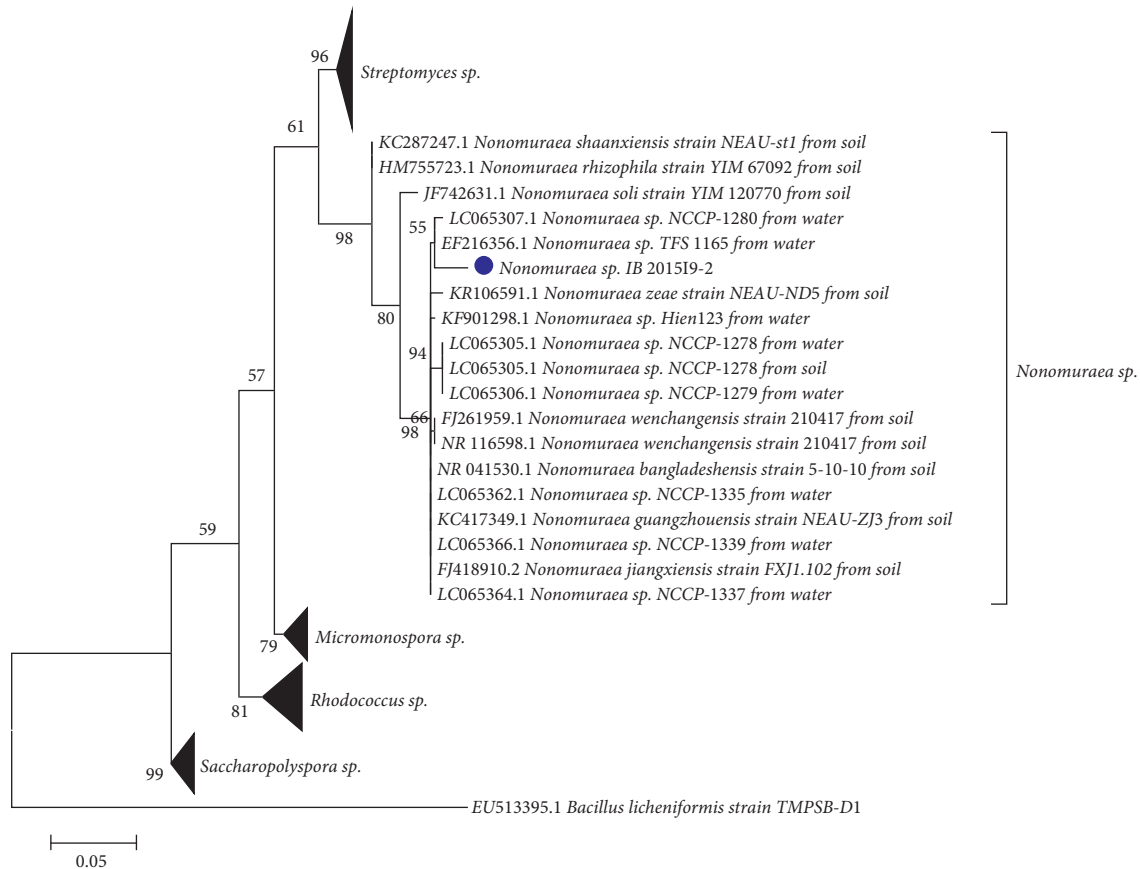 96
Streptomyces sp.
61
KC287247.1 Nonomuraea shaanxiensis strain NEAU-st1 from soil
HM755723.1 Nonomuraea rhizophila strain YIM 67092 from soil
JF742631.1 Nonomuraea soli strain YIM 120770 from soil
LC065307.1 Nonomuraea sp. NCCP-1280 from water
55
98
EF216356.1 Nonomuraea sp. TFS 1165 from water
Nonomuraea sp. IB 2015I9-2
KR106591.1 Nonomuraea zeae strain NEAU-ND5 from soil
80
KF901298.1 Nonomuraea sp. Hien123 from water
LC065305.1 Nonomuraea sp. NCCP-1278 from water
94
LC065305.1 Nonomuraea sp. NCCP-1278 from soil
Nonomuraea sp.
57
LC065306.1 Nonomuraea sp. NCCP-1279 from water
66
FJ261959.1 Nonomuraea wenchangensis strain 210417 from soil
98
NR 116598.1 Nonomuraea wenchangensis strain 210417 from soil
NR 041530.1 Nonomuraea bangladeshensis strain 5-10-10 from soil
LC065362.1 Nonomuraea sp. NCCP-1335 from water
KC417349.1 Nonomuraea guangzhouensis strain NEAU-ZJ3 from soil
59
LC065366.1 Nonomuraea sp. NCCP-1339 from water
FJ418910.2 Nonomuraea jiangxiensis strain FXJ1.102 from soil
LC065364.1 Nonomuraea sp. NCCP-1337 from water
79
Micromonospora sp.
81
Rhodococcus sp.
99
Saccharopolyspora sp.
EU513395.1 Bacillus licheniformis strain TMPSB-D1
0.05